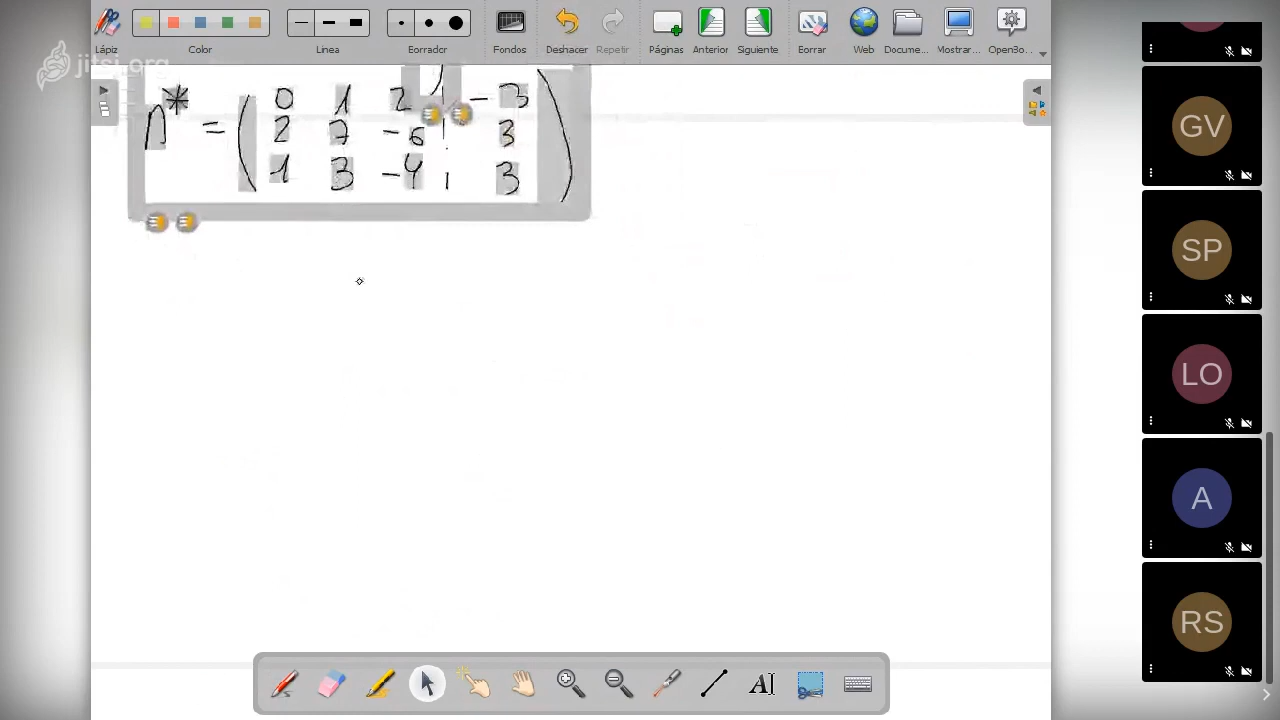 jitsi.org
Lápiz Color Linea Borrador Fondos Deshacer Repetir Páginas Anterior Siguiente Borrar Web Docume... Mostrar... OpenBo...
0 1 2 - 3
n* = ( 2 7 -6 3 )
1 3 -4 3
GV
SP
LO
A
RS